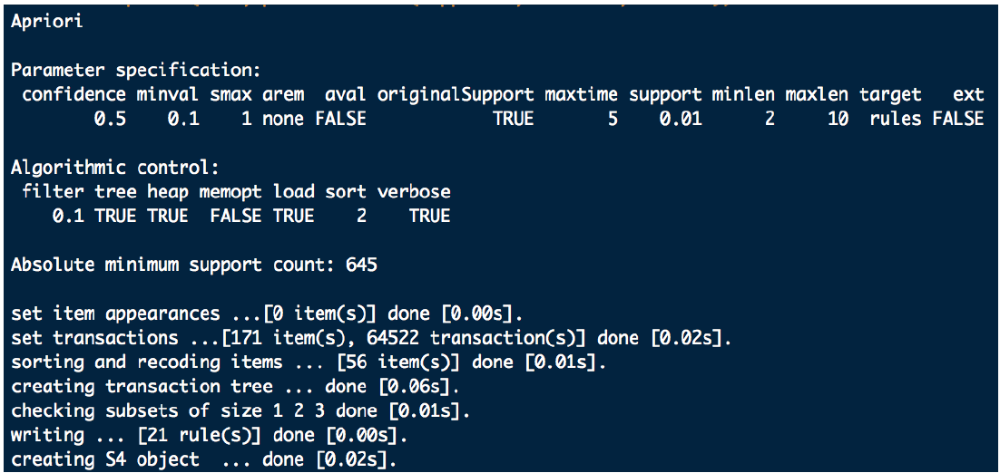 Apriori
Parameter specification:
confidence minval smax arem aval originalSupport maxtime support minlen maxlen target ext
0.5 0.1 1 none FALSE TRUE 5 0.01 2 10 rules FALSE
Algorithmic control:
filter tree heap memopt load sort verbose
0.1 TRUE TRUE FALSE TRUE 2 TRUE
Absolute minimum support count: 645
set item appearances ...[0 item(s)] done [0.00s].
set transactions ...[171 item(s), 64522 transaction(s)] done [0.02s].
sorting and recoding items ... [56 item(s)] done [0.01s].
creating transaction tree ... done [0.06s].
checking subsets of size 1 2 3 done [0.01s].
writing ... [21 rule(s)] done [0.00s].
creating S4 object  ... done [0.02s].